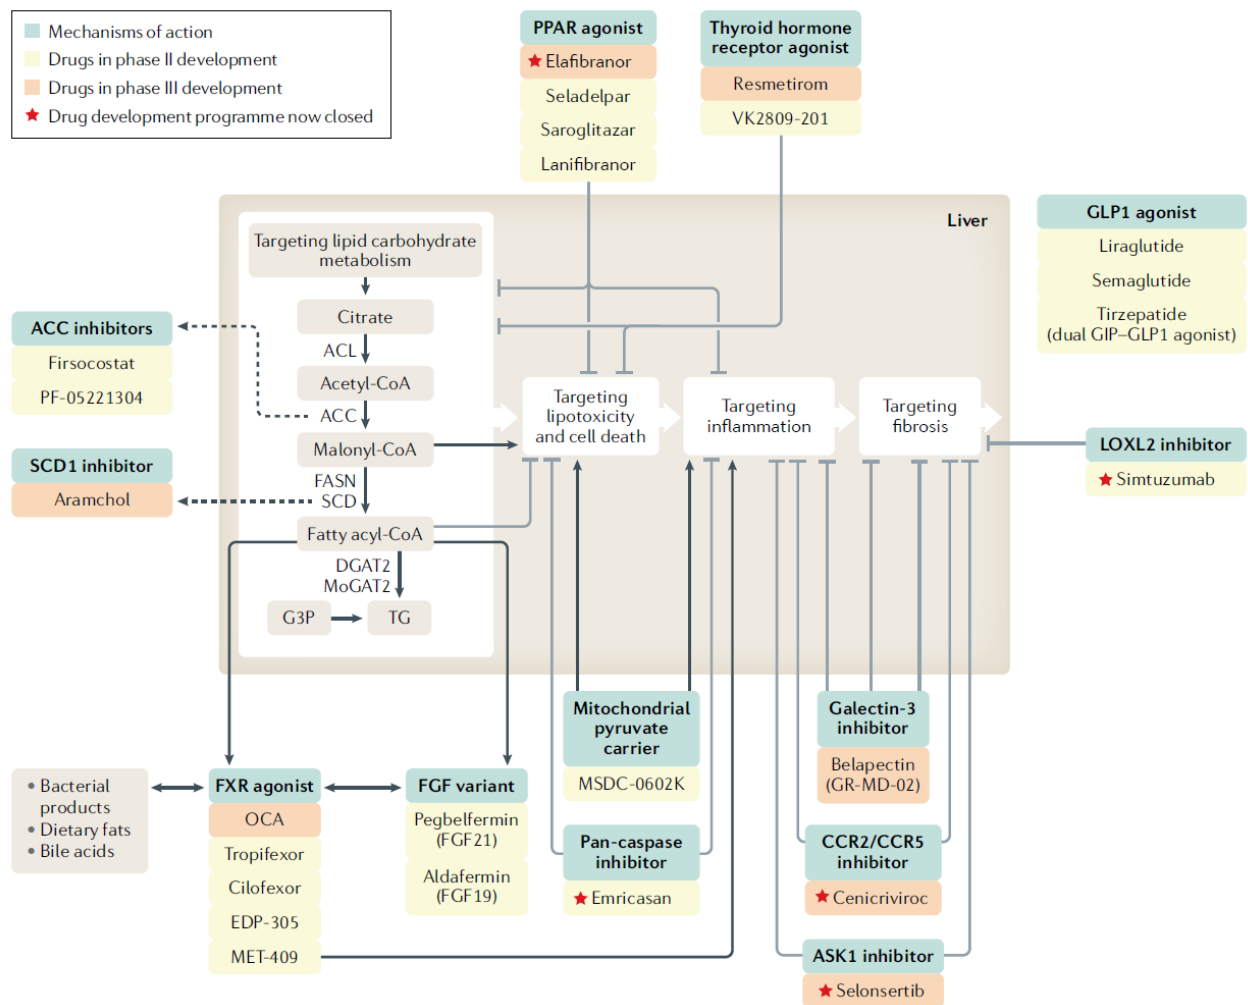 Mechanisms of action
Drugs in phase II development
Drugs in phase III development
Drug development programme now closed
PPAR agonist
Elafibranor
Seladelpar
Saroglitazar
Lanifibranor
Thyroid hormone
receptor agonist
Resmetirom
VK2809-201
Liver
GLP1 agonist
Liraglutide
Semaglutide
Tirzepatide
(dual GIP–GLP1 agonist)
Targeting lipid carbohydrate
metabolism
Citrate
ACL
Acetyl-CoA
ACC
Malonyl-CoA
FASN
SCD
Fatty acyl-CoA
DGAT2
MoGAT2
G3P
TG
ACC inhibitors
Firsocostat
PF-05221304
SCD1 inhibitor
Aramchol
Targeting
lipotoxicity
and cell death
Targeting
inflammation
Targeting
fibrosis
LOXL2 inhibitor
Simtuzumab
• Bacterial
products
• Dietary fats
• Bile acids
FXR agonist
OCA
Tropifexor
Cilofexor
EDP-305
MET-409
FGF variant
Pegbelfermin
(FGF21)
Aldafermin
(FGF19)
Mitochondrial
pyruvate
carrier
MSDC-0602K
Pan-caspase
inhibitor
Emricasan
Galectin-3
inhibitor
Belapectin
(GR-MD-02)
CCR2/CCR5
inhibitor
Cenicriviroc
ASK1 inhibitor
Selonsertib